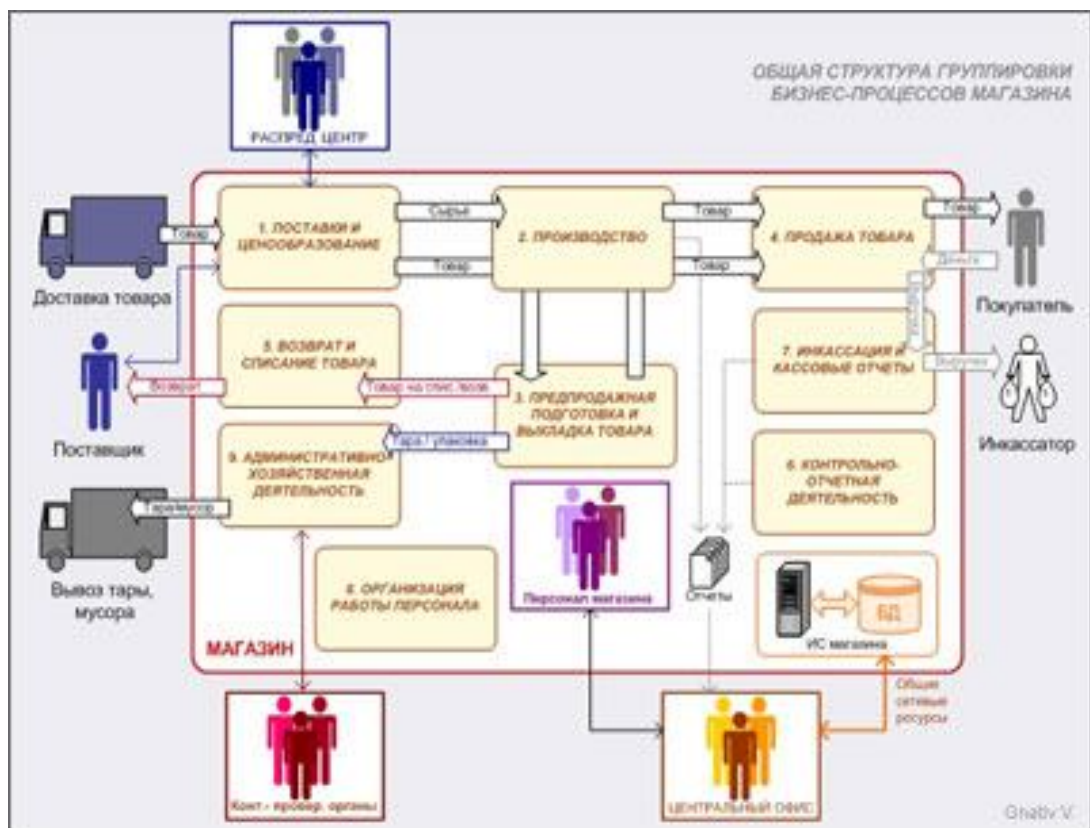 ОБЩАЯ СТРУКТУРА ГРУППИРОВКИ
БИЗНЕС-ПРОЦЕССОВ МАГАЗИНА
РАСПРЕД. ЦЕНТР
Товар
1. ПОСТАВКИ И
ЦЕНООБРАЗОВАНИЕ
Сырье
Товар
2. ПРОИЗВОДСТВО
Товар
Товар
4. ПРОДАЖА ТОВАРА
Товар
Деньги
Доставка товара
Покупатель
5. ВОЗВРАТ И
СПИСАНИЕ ТОВАРА
Возврат
Товар на спис./возв.
3. ПРЕДПРОДАЖНАЯ
ПОДГОТОВКА И
ВЫКЛАДКА ТОВАРА
7. ИНКАССАЦИЯ И
КАССОВЫЕ ОТЧЕТЫ
Выручка
Поставщик
Инкассатор
Тара / упаковка
9. АДМИНИСТРАТИВНО-
ХОЗЯЙСТВЕННАЯ
ДЕЯТЕЛЬНОСТЬ
Тара/мусор
6. КОНТРОЛЬНО-
ОТЧЕТНАЯ
ДЕЯТЕЛЬНОСТЬ
Вывоз тары,
мусора
8. ОРГАНИЗАЦИЯ
РАБОТЫ ПЕРСОНАЛА
Персонал магазина
Отчеты
БД
ИС магазина
МАГАЗИН
Общие
сетевые
ресурсы
Конт.- провер. органы
ЦЕНТРАЛЬНЫЙ ОФИС
Gnativ V.